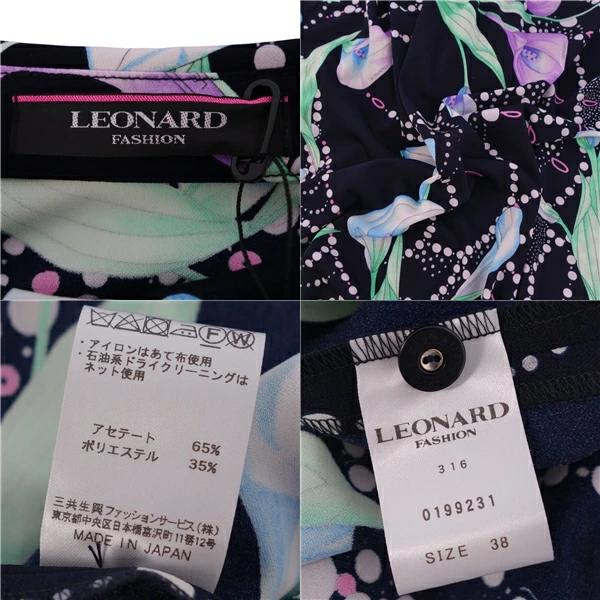 LEONARD
FASHION
F W
・アイロンはあて布使用
・石油系ドライクリーニングは
ネット使用
アセテート 65%
ポリエステル 35%
三共生興ファッションサービス(株)
東京都中央区日本橋富沢町11番12号
MADE IN JAPAN
LEONARD
FASHION
316
0199231
SIZE 38